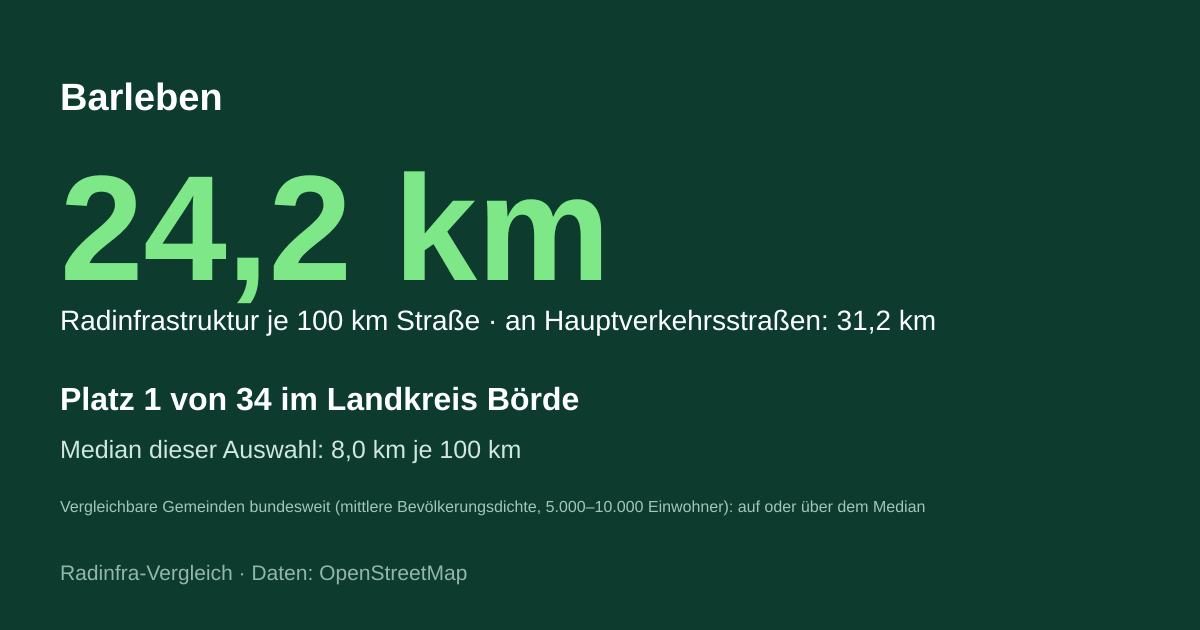 Barleben
24,2 km
Radinfrastruktur je 100 km Straße · an Hauptverkehrsstraßen: 31,2 km
Platz 1 von 34 im Landkreis Börde
Median dieser Auswahl: 8,0 km je 100 km
Vergleichbare Gemeinden bundesweit (mittlere Bevölkerungsdichte, 5.000–10.000 Einwohner): auf oder über dem Median
Radinfra-Vergleich · Daten: OpenStreetMap